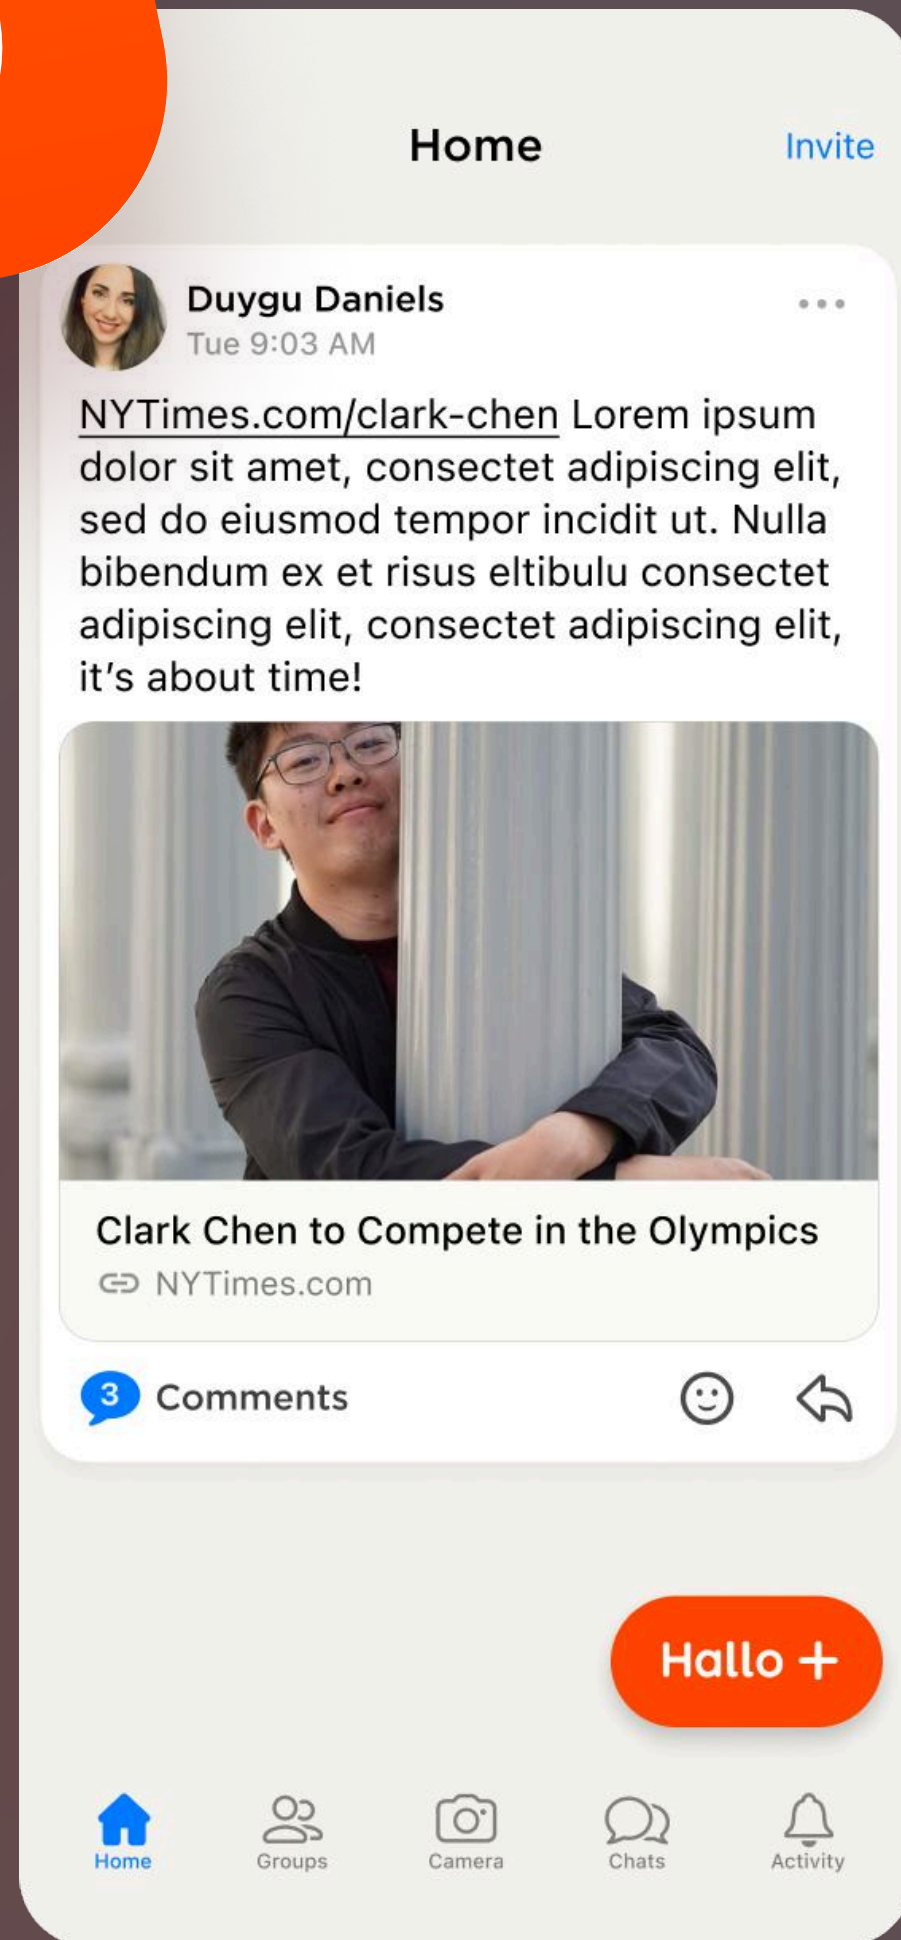 Home
Invite
Duygu Daniels
Tue 9:03 AM
NYTimes.com/clark-chen Lorem ipsum
dolor sit amet, consectet adipiscing elit,
sed do eiusmod tempor incidit ut. Nulla
bibendum ex et risus eltibulu consectet
adipiscing elit, consectet adipiscing elit,
it's about time!
Clark Chen to Compete in the Olympics
NYTimes.com
3 Comments
Hallo +
Home
Groups
Camera
Chats
Activity